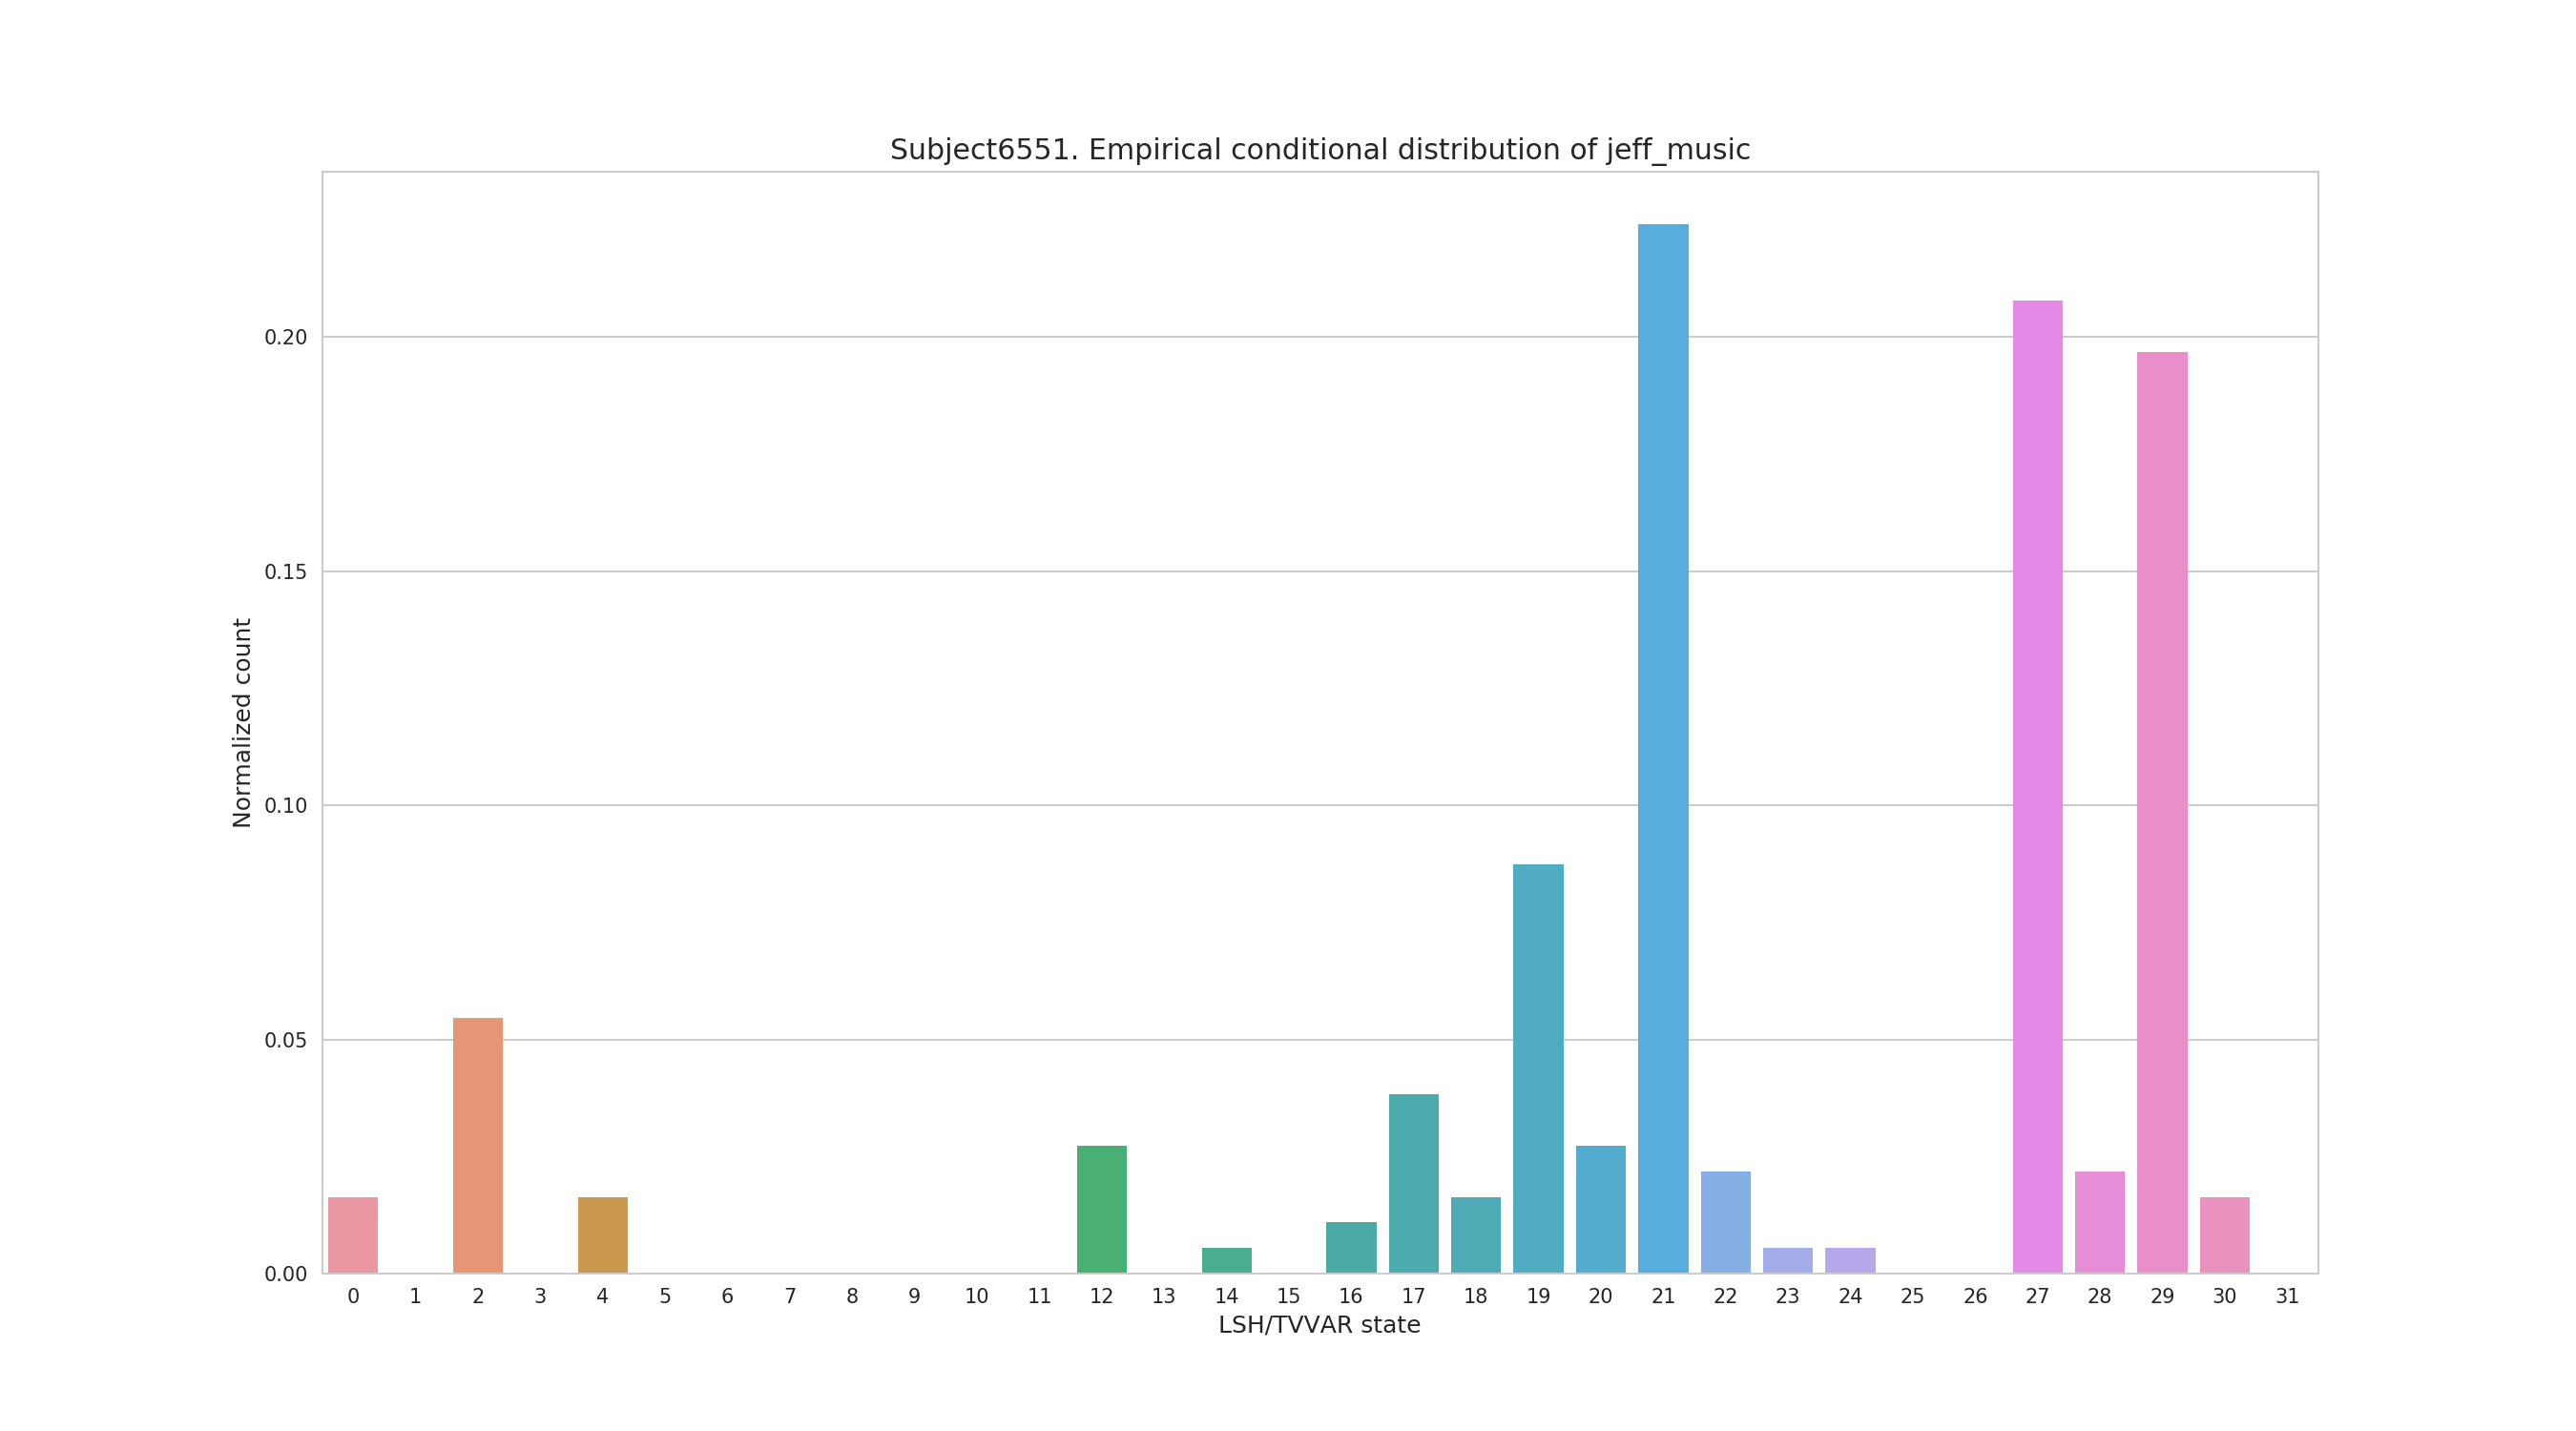 Subject6551. Empirical conditional distribution of jeff_music
Normalized count
0.20
0.15
0.10
0.05
0.00
0 1 2 3 4 5 6 7 8 9 10 11 12 13 14 15 16 17 18 19 20 21 22 23 24 25 26 27 28 29 30 31
LSH/TVVAR state